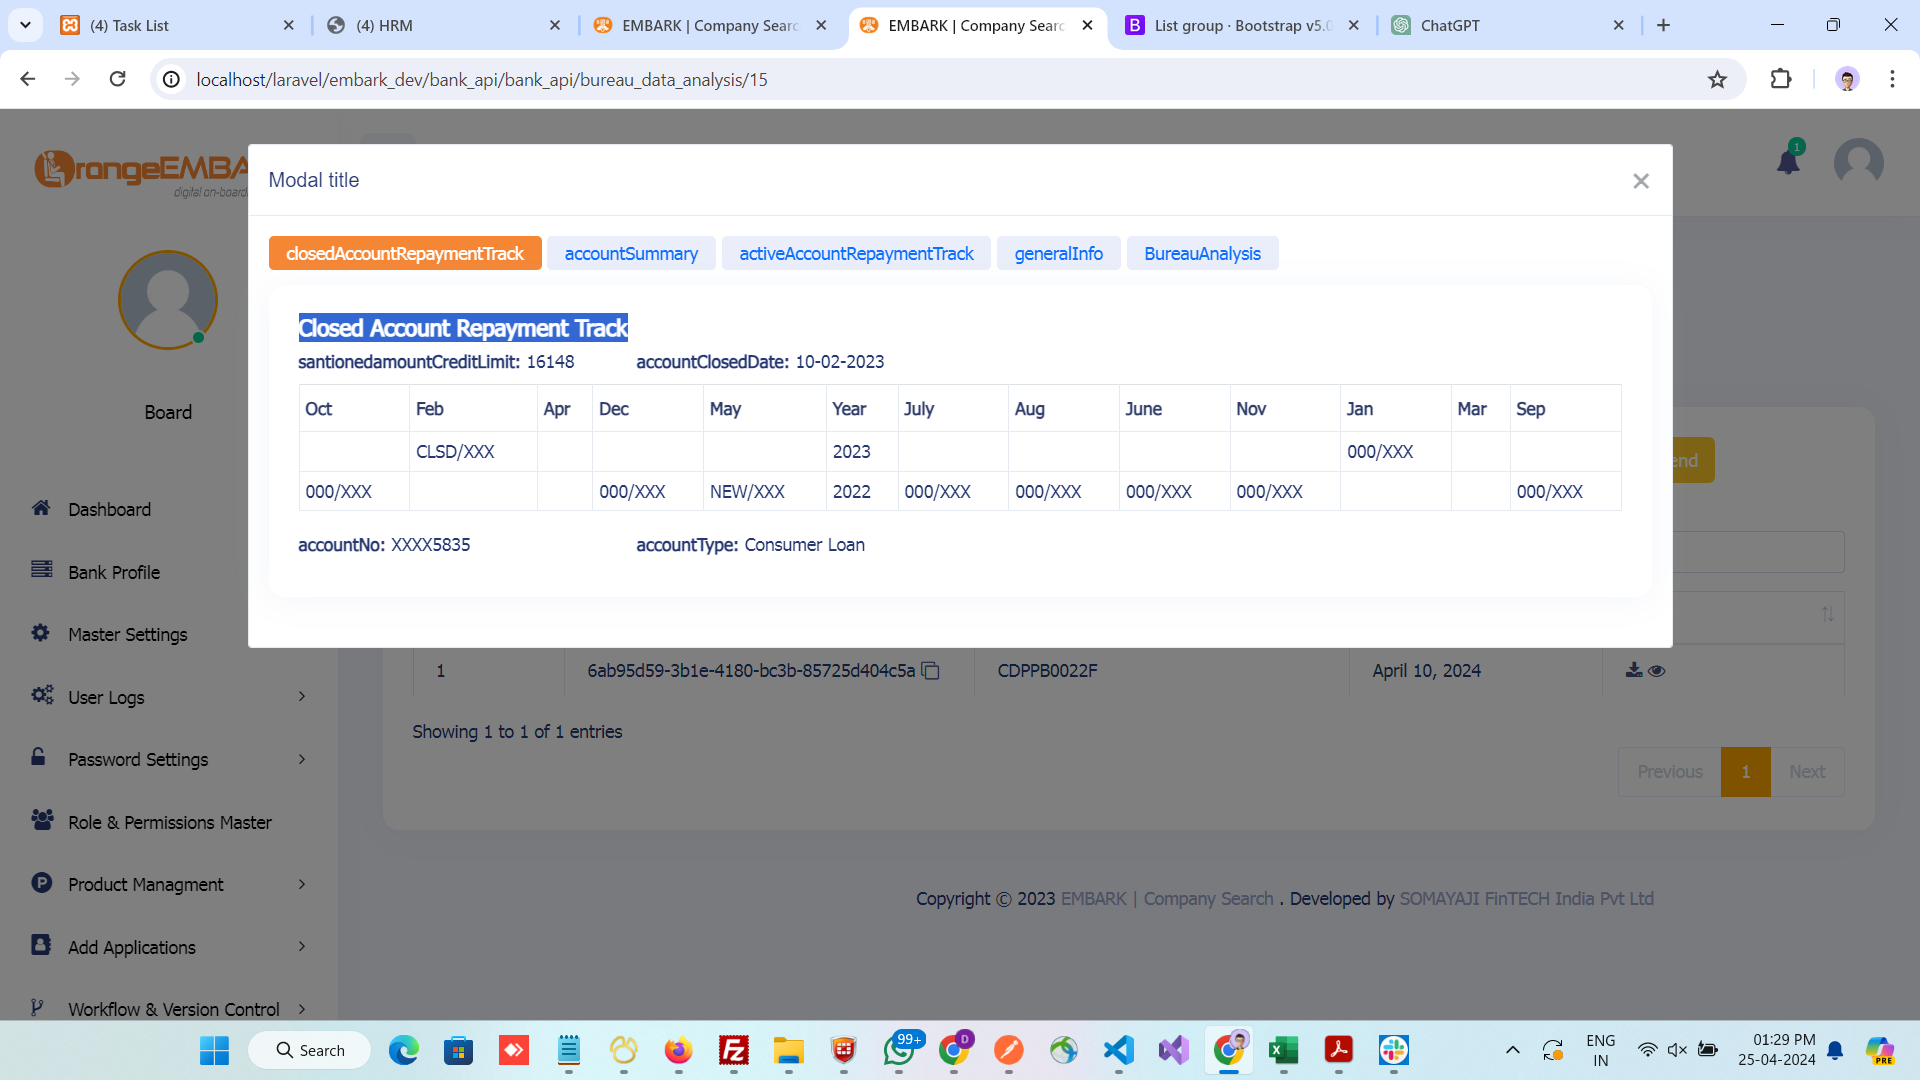 (4) Task List
(4) HRM
EMBARK | Company Searc
EMBARK | Company Searc
List group · Bootstrap v5.0
ChatGPT
localhost/laravel/embark_dev/bank_api/bank_api/bureau_data_analysis/15
rangeEMBA
digital on-board
1
Modal title
closedAccountRepaymentTrack accountSummary activeAccountRepaymentTrack generalInfo BureauAnalysis
Closed Account Repayment Track
santionedamountCreditLimit: 16148 accountClosedDate: 10-02-2023
Oct Feb Apr Dec May Year July Aug June Nov Jan Mar Sep
CLSD/XXX 2023 000/XXX
000/XXX 000/XXX NEW/XXX 2022 000/XXX 000/XXX 000/XXX 000/XXX 000/XXX
accountNo: XXXX5835 accountType: Consumer Loan
Board
end
Dashboard
Bank Profile
Master Settings
User Logs
Password Settings
Role & Permissions Master
Product Managment
Add Applications
Workflow & Version Control
1 6ab95d59-3b1e-4180-bc3b-85725d404c5a CDPPB0022F April 10, 2024
Showing 1 to 1 of 1 entries
Previous 1 Next
Copyright © 2023 EMBARK | Company Search . Developed by SOMAYAJI FinTECH India Pvt Ltd
Search
99+
D
ENG
IN
01:29 PM
25-04-2024
PRE